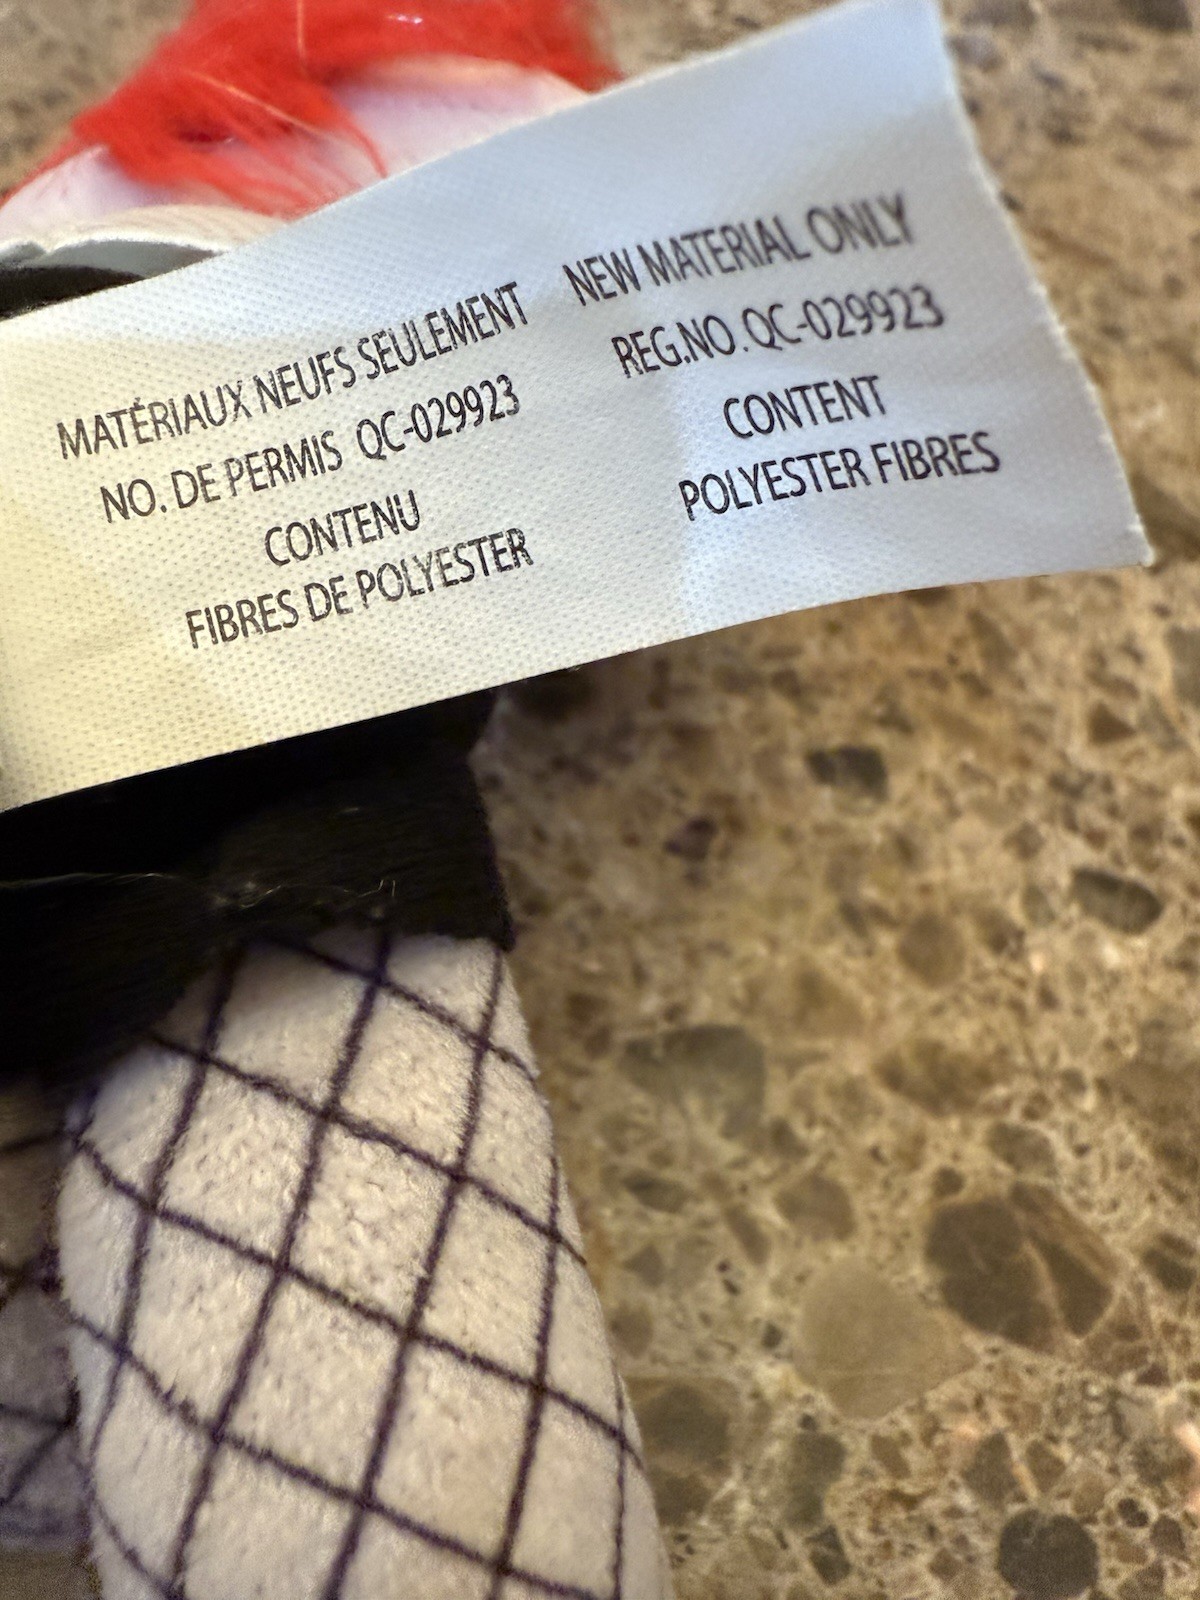 MATÉRIAUX NEUFS SEULEMENT
NO. DE PERMIS QC-029923
CONTENU
FIBRES DE POLYESTER
NEW MATERIAL ONLY
REG.NO. QC-029923
CONTENT
POLYESTER FIBRES